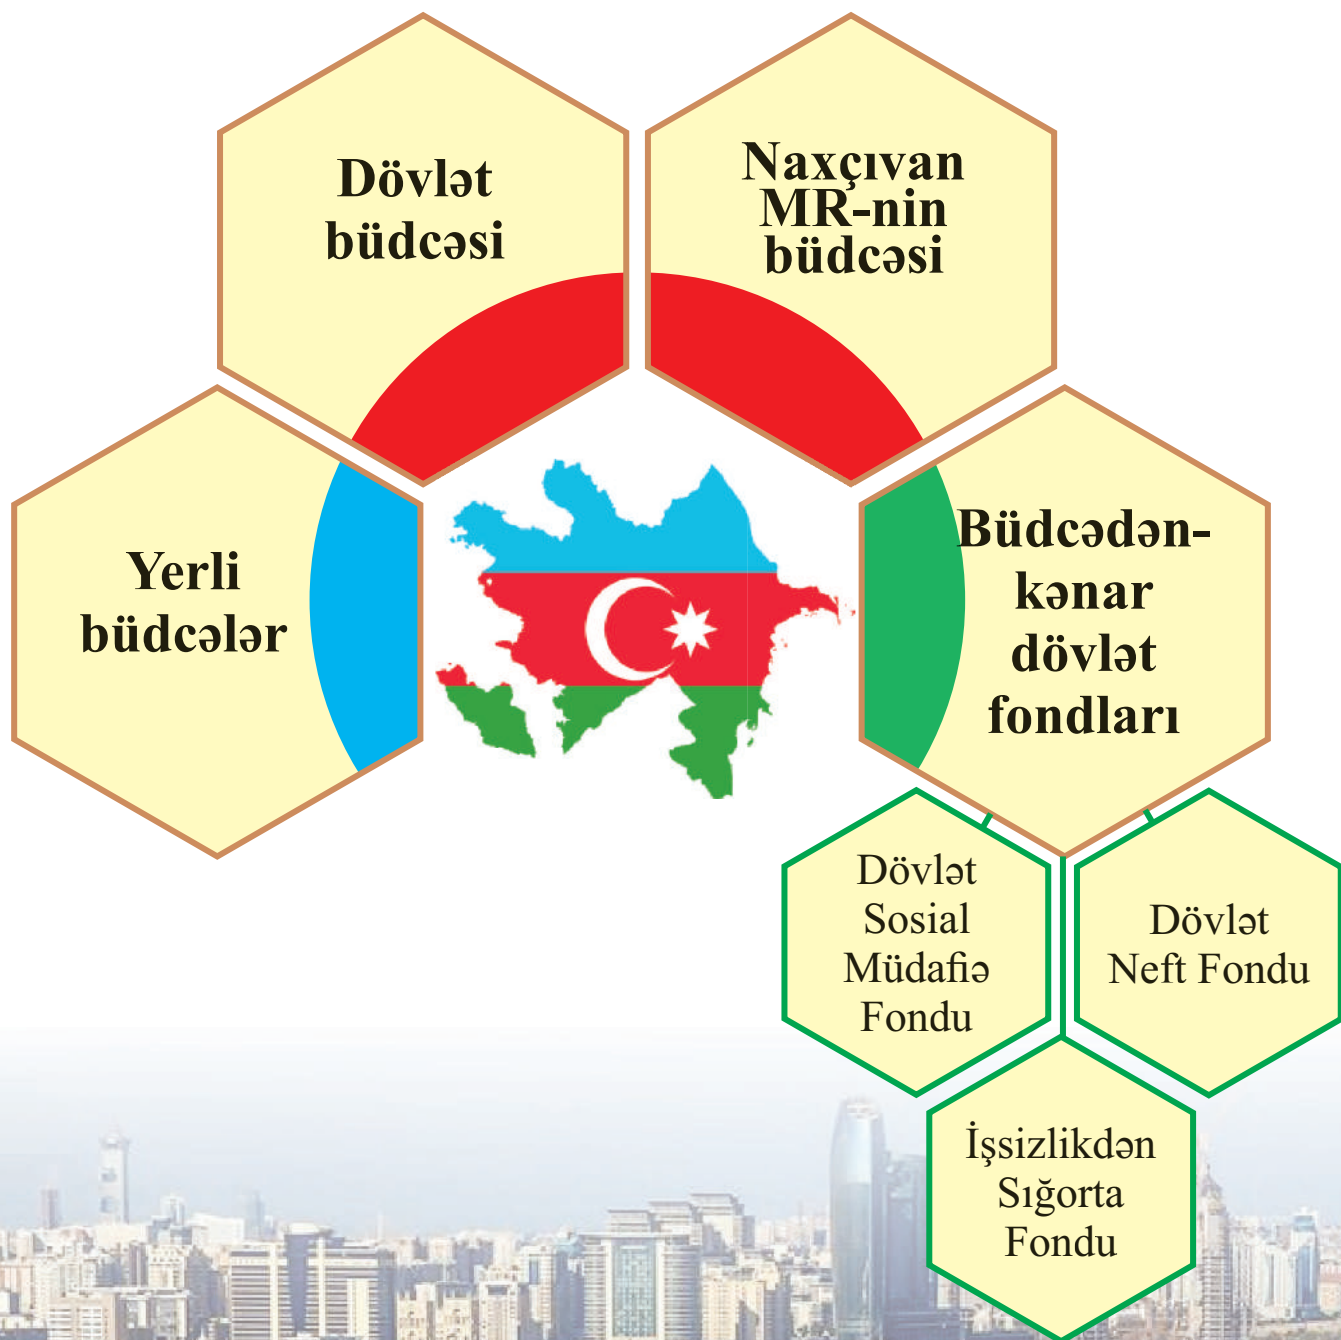 Dövlət
büdcəsi
Naxçıvan
MR-nin
büdcəsi
Yerli
büdcələr
Büdcədən-
kənar
dövlət
fondları
Dövlət
Sosial
Müdafiə
Fondu
Dövlət
Neft Fondu
İşsizlikdən
Sığorta
Fondu